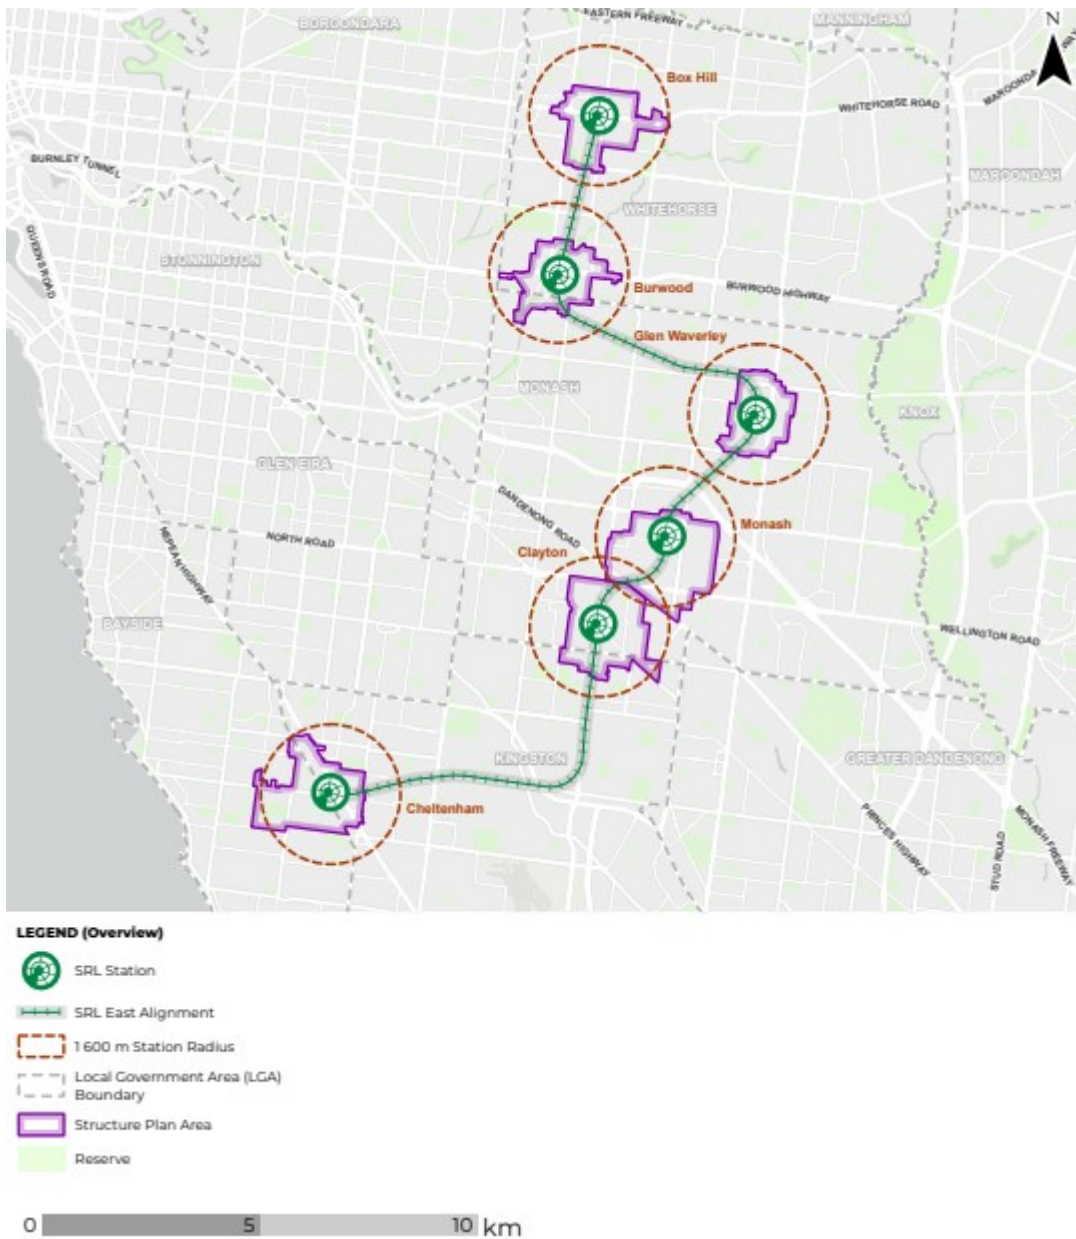 BOROONDARA
EASTERN FREEWAY
MANNINGHAM
N
Box Hill
WHITEHORSE ROAD
BURNLEY TUNNEL
MAROONDAH
WHITEHORSE
QUEENS ROAD
STONNINGTON
Burwood
BURWOOD HIGHWAY
Glen Waverley
MONASH
KNOX
GLEN EIRA
DANDENONG ROAD
Monash
NORTH ROAD
Clayton
NEPEAN HIGHWAY
BAYSIDE
WELLINGTON ROAD
KINGSTON
GREATER DANDENONG
Cheltenham
PRINCES HIGHWAY
STUD ROAD
MONASH FREEWAY
LEGEND (Overview)
SRL Station
SRL East Alignment
1 600 m Station Radius
Local Government Area (LGA)
Boundary
Structure Plan Area
Reserve
0 5 10 km